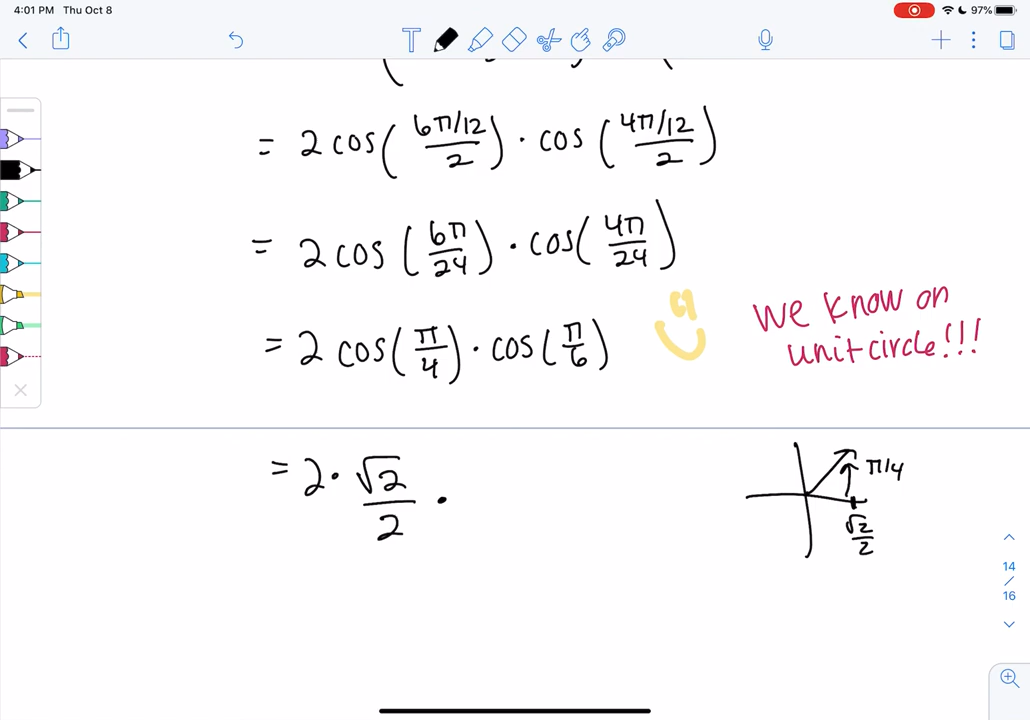 4:01 PM Thu Oct 8 97%
= 2 cos( (6π/12)/2 ) · cos( (4π/12)/2 )
= 2 cos( 6π/24 ) · cos( 4π/24 )
= 2 cos( π/4 ) · cos( π/6 )
We know on
unit circle!!!
= 2 · √2/2 ·
π/4
√2/2
14
/
16